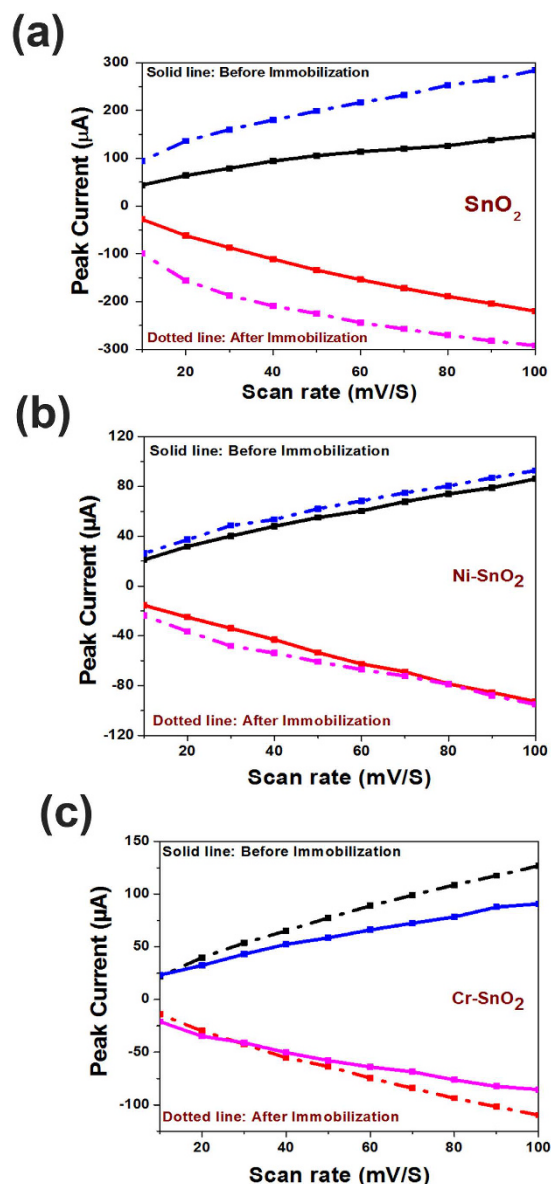 (a)
300
Solid line: Before Immobilization
200
100
0
SnO₂
-100
-200
Dotted line: After Immobilization
-300
20 40 60 80 100
Peak Current (μA)
Scan rate (mV/S)
(b)
120
Solid line: Before Immobilization
80
40
0
Ni-SnO₂
-40
-80
Dotted line: After Immobilization
-120
20 40 60 80 100
Peak Current (μA)
Scan rate (mV/S)
(c)
150
Solid line: Before Immobilization
100
50
0
Cr-SnO₂
-50
-100
Dotted line: After Immobilization
20 40 60 80 100
Peak Current (μA)
Scan rate (mV/S)